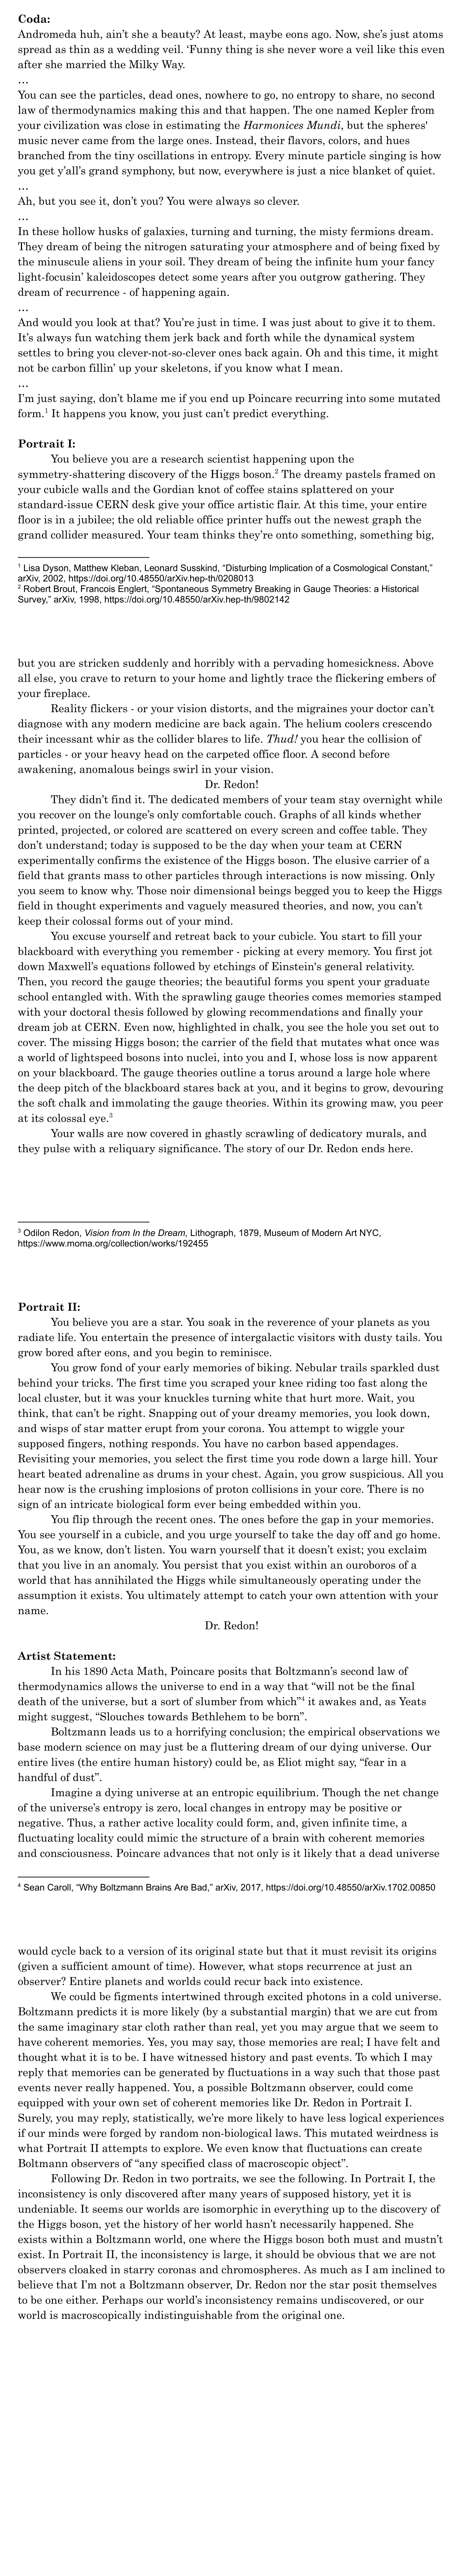 Coda:
Andromeda huh, ain't she a beauty? At least, maybe eons ago. Now, she's just atoms
spread as thin as a wedding veil. 'Funny thing is she never wore a veil like this even
after she married the Milky Way.
…
You can see the particles, dead ones, nowhere to go, no entropy to share, no second
law of thermodynamics making this and that happen. The one named Kepler from
your civilization was close in estimating the Harmonices Mundi, but the spheres'
music never came from the large ones. Instead, their flavors, colors, and hues
branched from the tiny oscillations in entropy. Every minute particle singing is how
you get y'all's grand symphony, but now, everywhere is just a nice blanket of quiet.
…
Ah, but you see it, don't you? You were always so clever.
…
In these hollow husks of galaxies, turning and turning, the misty fermions dream.
They dream of being the nitrogen saturating your atmosphere and of being fixed by
the minuscule aliens in your soil. They dream of being the infinite hum your fancy
light-focusin' kaleidoscopes detect some years after you outgrow gathering. They
dream of recurrence - of happening again.
…
And would you look at that? You're just in time. I was just about to give it to them.
It's always fun watching them jerk back and forth while the dynamical system
settles to bring you clever-not-so-clever ones back again. Oh and this time, it might
not be carbon fillin' up your skeletons, if you know what I mean.
…
I'm just saying, don't blame me if you end up Poincare recurring into some mutated
form.¹ It happens you know, you just can't predict everything.
Portrait I:
You believe you are a research scientist happening upon the
symmetry-shattering discovery of the Higgs boson.² The dreamy pastels framed on
your cubicle walls and the Gordian knot of coffee stains splattered on your
standard-issue CERN desk give your office artistic flair. At this time, your entire
floor is in a jubilee; the old reliable office printer huffs out the newest graph the
grand collider measured. Your team thinks they're onto something, something big,
¹ Lisa Dyson, Matthew Kleban, Leonard Susskind, "Disturbing Implication of a Cosmological Constant,"
arXiv, 2002, https://doi.org/10.48550/arXiv.hep-th/0208013
² Robert Brout, Francois Englert, "Spontaneous Symmetry Breaking in Gauge Theories: a Historical
Survey," arXiv, 1998, https://doi.org/10.48550/arXiv.hep-th/9802142
but you are stricken suddenly and horribly with a pervading homesickness. Above
all else, you crave to return to your home and lightly trace the flickering embers of
your fireplace.
Reality flickers - or your vision distorts, and the migraines your doctor can't
diagnose with any modern medicine are back again. The helium coolers crescendo
their incessant whir as the collider blares to life. Thud! you hear the collision of
particles - or your heavy head on the carpeted office floor. A second before
awakening, anomalous beings swirl in your vision.
Dr. Redon!
They didn't find it. The dedicated members of your team stay overnight while
you recover on the lounge's only comfortable couch. Graphs of all kinds whether
printed, projected, or colored are scattered on every screen and coffee table. They
don't understand; today is supposed to be the day when your team at CERN
experimentally confirms the existence of the Higgs boson. The elusive carrier of a
field that grants mass to other particles through interactions is now missing. Only
you seem to know why. Those noir dimensional beings begged you to keep the Higgs
field in thought experiments and vaguely measured theories, and now, you can't
keep their colossal forms out of your mind.
You excuse yourself and retreat back to your cubicle. You start to fill your
blackboard with everything you remember - picking at every memory. You first jot
down Maxwell's equations followed by etchings of Einstein's general relativity.
Then, you record the gauge theories; the beautiful forms you spent your graduate
school entangled with. With the sprawling gauge theories comes memories stamped
with your doctoral thesis followed by glowing recommendations and finally your
dream job at CERN. Even now, highlighted in chalk, you see the hole you set out to
cover. The missing Higgs boson; the carrier of the field that mutates what once was
a world of lightspeed bosons into nuclei, into you and I, whose loss is now apparent
on your blackboard. The gauge theories outline a torus around a large hole where
the deep pitch of the blackboard stares back at you, and it begins to grow, devouring
the soft chalk and immolating the gauge theories. Within its growing maw, you peer
at its colossal eye.³
Your walls are now covered in ghastly scrawling of dedicatory murals, and
they pulse with a reliquary significance. The story of our Dr. Redon ends here.
³ Odilon Redon, Vision from In the Dream, Lithograph, 1879, Museum of Modern Art NYC,
https://www.moma.org/collection/works/192455
Portrait II:
You believe you are a star. You soak in the reverence of your planets as you
radiate life. You entertain the presence of intergalactic visitors with dusty tails. You
grow bored after eons, and you begin to reminisce.
You grow fond of your early memories of biking. Nebular trails sparkled dust
behind your tricks. The first time you scraped your knee riding too fast along the
local cluster, but it was your knuckles turning white that hurt more. Wait, you
think, that can't be right. Snapping out of your dreamy memories, you look down,
and wisps of star matter erupt from your corona. You attempt to wiggle your
supposed fingers, nothing responds. You have no carbon based appendages.
Revisiting your memories, you select the first time you rode down a large hill. Your
heart beated adrenaline as drums in your chest. Again, you grow suspicious. All you
hear now is the crushing implosions of proton collisions in your core. There is no
sign of an intricate biological form ever being embedded within you.
You flip through the recent ones. The ones before the gap in your memories.
You see yourself in a cubicle, and you urge yourself to take the day off and go home.
You, as we know, don't listen. You warn yourself that it doesn't exist; you exclaim
that you live in an anomaly. You persist that you exist within an ouroboros of a
world that has annihilated the Higgs while simultaneously operating under the
assumption it exists. You ultimately attempt to catch your own attention with your
name.
Dr. Redon!
Artist Statement:
In his 1890 Acta Math, Poincare posits that Boltzmann's second law of
thermodynamics allows the universe to end in a way that "will not be the final
death of the universe, but a sort of slumber from which"⁴ it awakes and, as Yeats
might suggest, "Slouches towards Bethlehem to be born".
Boltzmann leads us to a horrifying conclusion; the empirical observations we
base modern science on may just be a fluttering dream of our dying universe. Our
entire lives (the entire human history) could be, as Eliot might say, "fear in a
handful of dust".
Imagine a dying universe at an entropic equilibrium. Though the net change
of the universe's entropy is zero, local changes in entropy may be positive or
negative. Thus, a rather active locality could form, and, given infinite time, a
fluctuating locality could mimic the structure of a brain with coherent memories
and consciousness. Poincare advances that not only is it likely that a dead universe
⁴ Sean Caroll, "Why Boltzmann Brains Are Bad," arXiv, 2017, https://doi.org/10.48550/arXiv.1702.00850
would cycle back to a version of its original state but that it must revisit its origins
(given a sufficient amount of time). However, what stops recurrence at just an
observer? Entire planets and worlds could recur back into existence.
We could be figments intertwined through excited photons in a cold universe.
Boltzmann predicts it is more likely (by a substantial margin) that we are cut from
the same imaginary star cloth rather than real, yet you may argue that we seem to
have coherent memories. Yes, you may say, those memories are real; I have felt and
thought what it is to be. I have witnessed history and past events. To which I may
reply that memories can be generated by fluctuations in a way such that those past
events never really happened. You, a possible Boltzmann observer, could come
equipped with your own set of coherent memories like Dr. Redon in Portrait I.
Surely, you may reply, statistically, we're more likely to have less logical experiences
if our minds were forged by random non-biological laws. This mutated weirdness is
what Portrait II attempts to explore. We even know that fluctuations can create
Boltmann observers of "any specified class of macroscopic object".
Following Dr. Redon in two portraits, we see the following. In Portrait I, the
inconsistency is only discovered after many years of supposed history, yet it is
undeniable. It seems our worlds are isomorphic in everything up to the discovery of
the Higgs boson, yet the history of her world hasn't necessarily happened. She
exists within a Boltzmann world, one where the Higgs boson both must and mustn't
exist. In Portrait II, the inconsistency is large, it should be obvious that we are not
observers cloaked in starry coronas and chromospheres. As much as I am inclined to
believe that I'm not a Boltzmann observer, Dr. Redon nor the star posit themselves
to be one either. Perhaps our world's inconsistency remains undiscovered, or our
world is macroscopically indistinguishable from the original one.